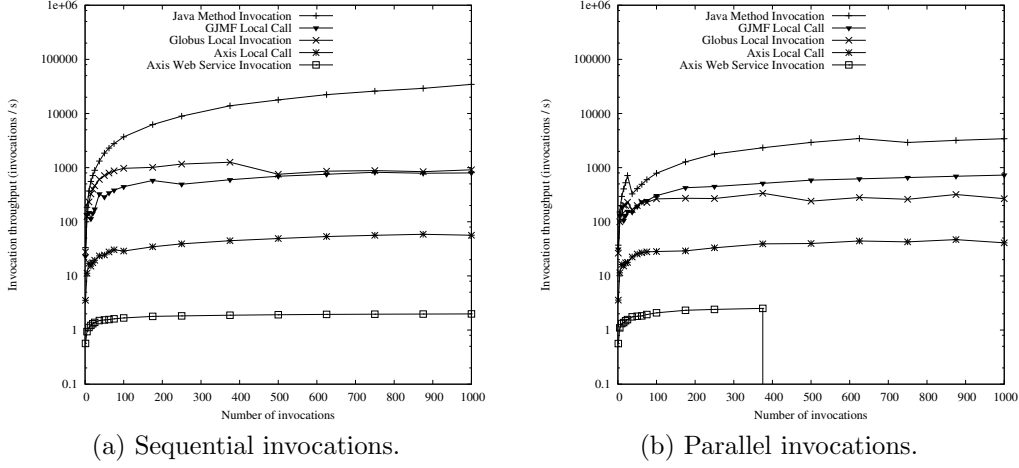 1e+06
100000
10000
1000
100
10
1
0.1
Invocation throughput (invocations / s)
Java Method Invocation
GJMF Local Call
Globus Local Invocation
Axis Local Call
Axis Web Service Invocation
0 100 200 300 400 500 600 700 800 900 1000
Number of invocations
(a) Sequential invocations.
1e+06
100000
10000
1000
100
10
1
0.1
Invocation throughput (invocations / s)
Java Method Invocation
GJMF Local Call
Globus Local Invocation
Axis Local Call
Axis Web Service Invocation
0 100 200 300 400 500 600 700 800 900 1000
Number of invocations
(b) Parallel invocations.